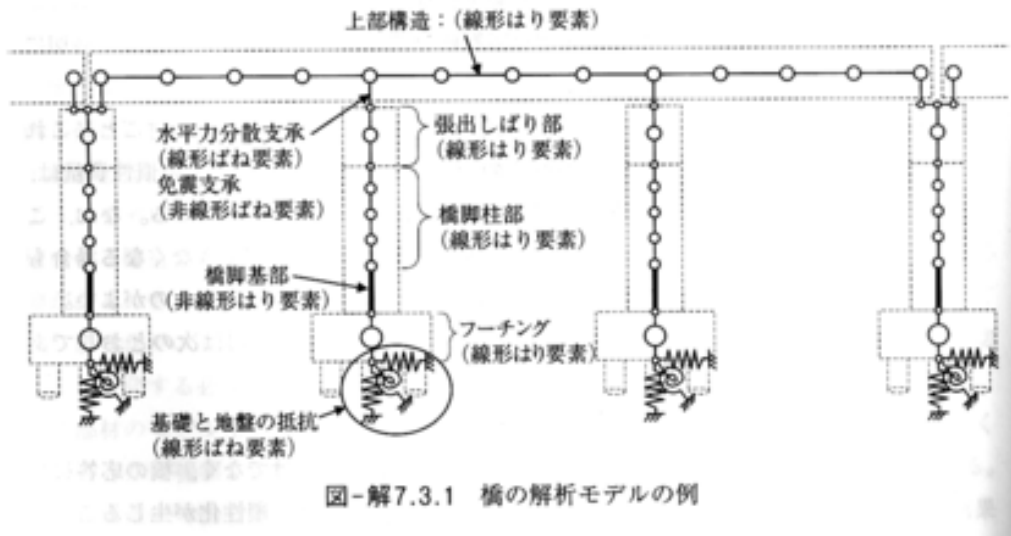 上部構造：(線形はり要素)
水平力分散支承
(線形ばね要素)
免震支承
(非線形ばね要素)
張出しばり部
(線形はり要素)
橋脚柱部
(線形はり要素)
橋脚基部
(非線形はり要素)
フーチング
(線形はり要素)
基礎と地盤の抵抗
(線形ばね要素)
図-解7.3.1　橋の解析モデルの例